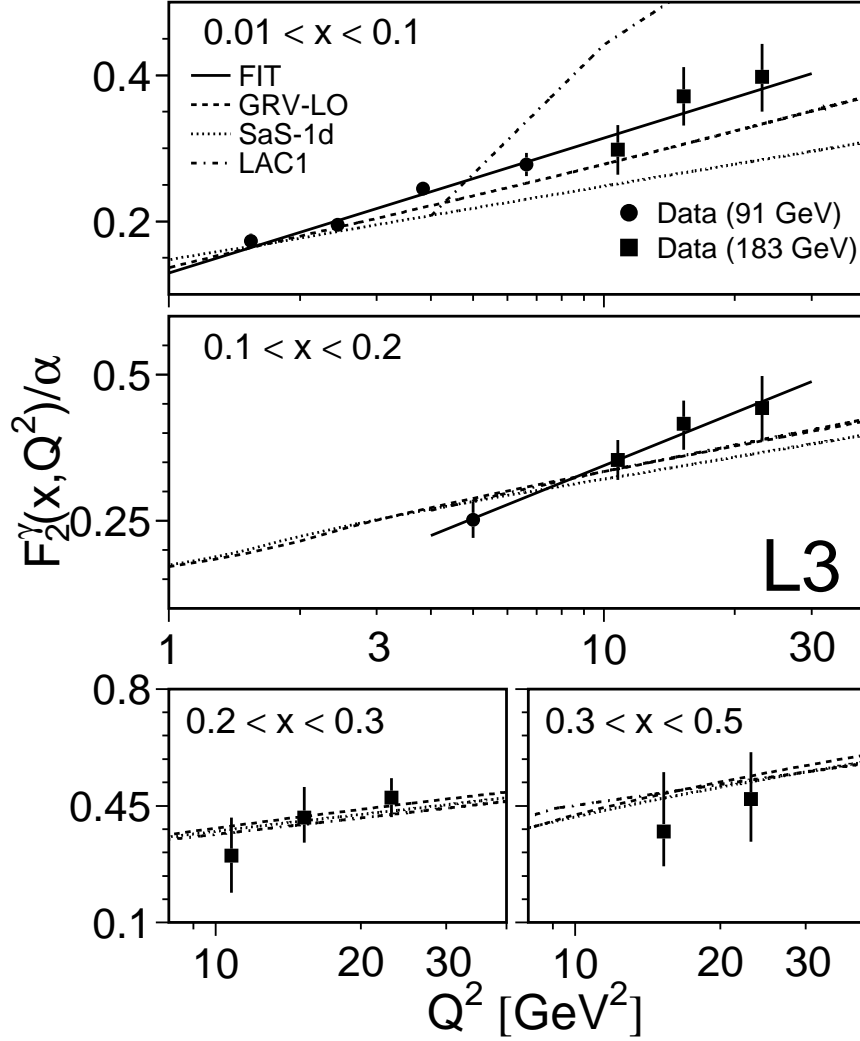 0.01 < x < 0.1
FIT
GRV-LO
SaS-1d
LAC1
Data (91 GeV)
Data (183 GeV)
0.4
0.2
0.1 < x < 0.2
0.5
0.25
L3
1
3
10
30
F₂^γ(x,Q²)/α
0.2 < x < 0.3
0.3 < x < 0.5
0.8
0.45
0.1
10
20
30
10
20
30
Q² [GeV²]